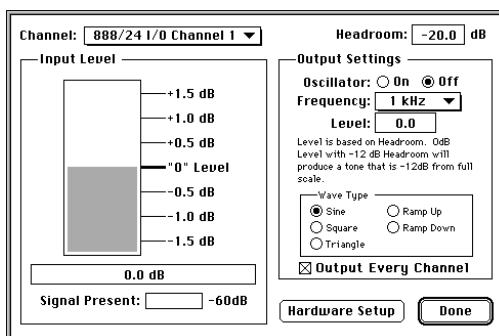 Channel: 888/24 I/O Channel 1
Headroom: -20.0 dB
Input Level
+1.5 dB
+1.0 dB
+0.5 dB
"0" Level
-0.5 dB
-1.0 dB
-1.5 dB
0.0 dB
Signal Present: -60dB
Output Settings
Oscillator: On Off
Frequency: 1 kHz
Level: 0.0
Level is based on Headroom. 0dB
Level with -12 dB Headroom will
produce a tone that is -12dB from full
scale.
Wave Type
Sine Ramp Up
Square Ramp Down
Triangle
Output Every Channel
Hardware Setup Done